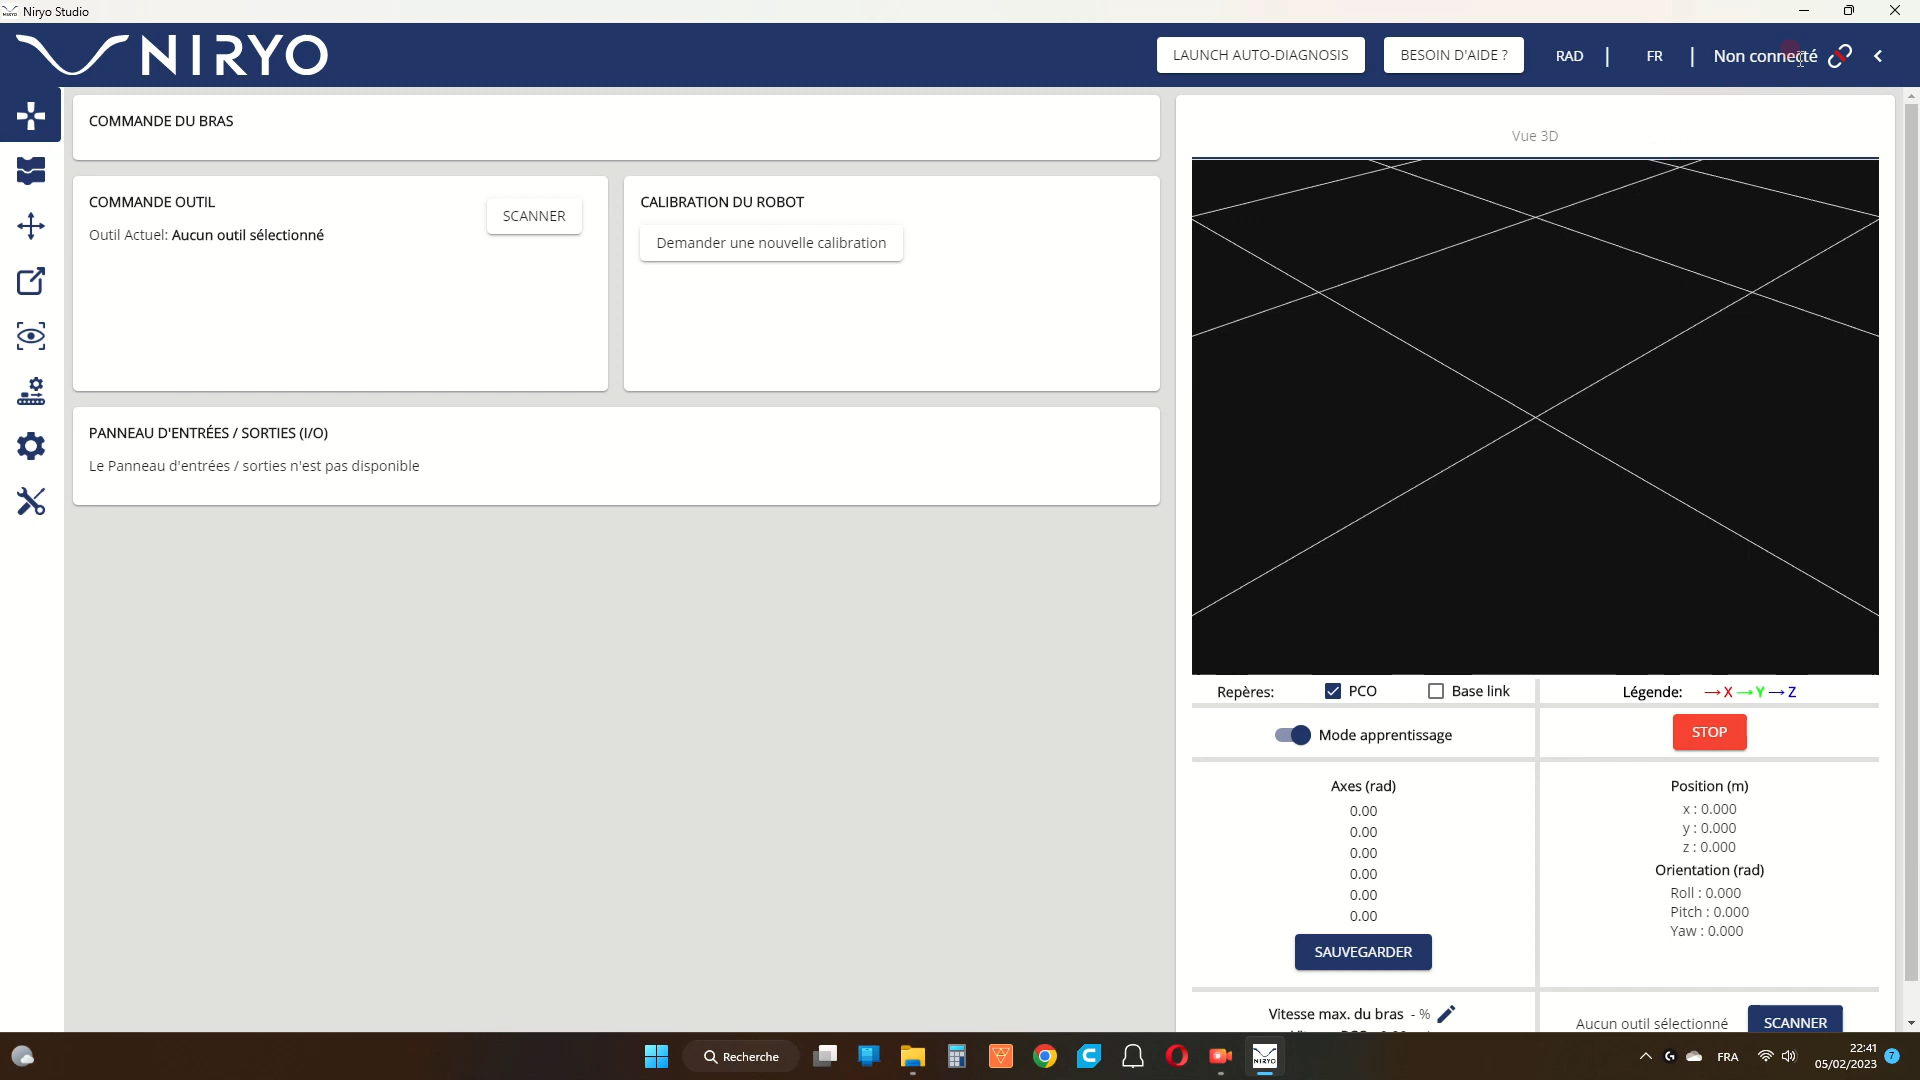 Niryo Studio
NIRYO
LAUNCH AUTO-DIAGNOSIS
BESOIN D'AIDE ?
RAD
FR
Non connecté
COMMANDE DU BRAS
COMMANDE OUTIL
SCANNER
Outil Actuel: Aucun outil sélectionné
CALIBRATION DU ROBOT
Demander une nouvelle calibration
PANNEAU D'ENTRÉES / SORTIES (I/O)
Le Panneau d'entrées / sorties n'est pas disponible
Vue 3D
Repères:
PCO
Base link
Légende: X Y Z
Mode apprentissage
STOP
Axes (rad)
0.00
0.00
0.00
0.00
0.00
0.00
SAUVEGARDER
Position (m)
x : 0.000
y : 0.000
z : 0.000
Orientation (rad)
Roll : 0.000
Pitch : 0.000
Yaw : 0.000
Vitesse max. du bras - %
Aucun outil sélectionné
SCANNER
Recherche
FRA
22:41
05/02/2023
7